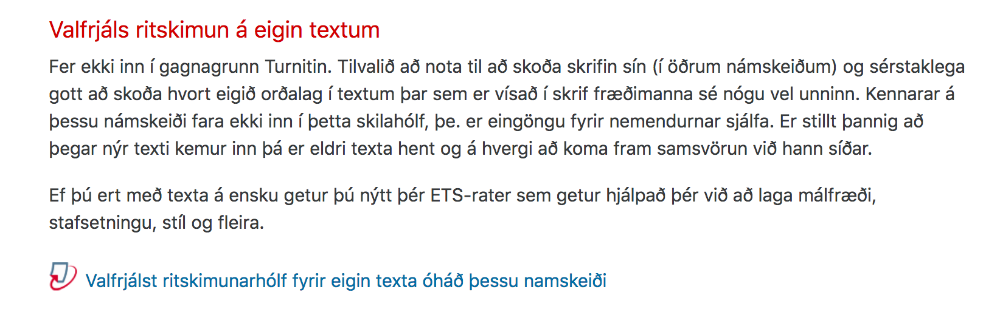 Valfrjáls ritskimun á eigin textum
Fer ekki inn í gagnagrunn Turnitin. Tilvalið að nota til að skoða skrifin sín (í öðrum námskeiðum) og sérstaklega
gott að skoða hvort eigið orðalag í textum þar sem er vísað í skrif fræðimanna sé nógu vel unninn. Kennarar á
þessu námskeiði fara ekki inn í þetta skilahólf, þe. er eingöngu fyrir nemendurnar sjálfa. Er stillt þannig að
þegar nýr texti kemur inn þá er eldri texta hent og á hvergi að koma fram samsvörun við hann síðar.
Ef þú ert með texta á ensku getur þú nýtt þér ETS-rater sem getur hjálpað þér við að laga málfræði,
stafsetningu, stíl og fleira.
Valfrjálst ritskimunarhólf fyrir eigin texta óháð þessu namskeiði